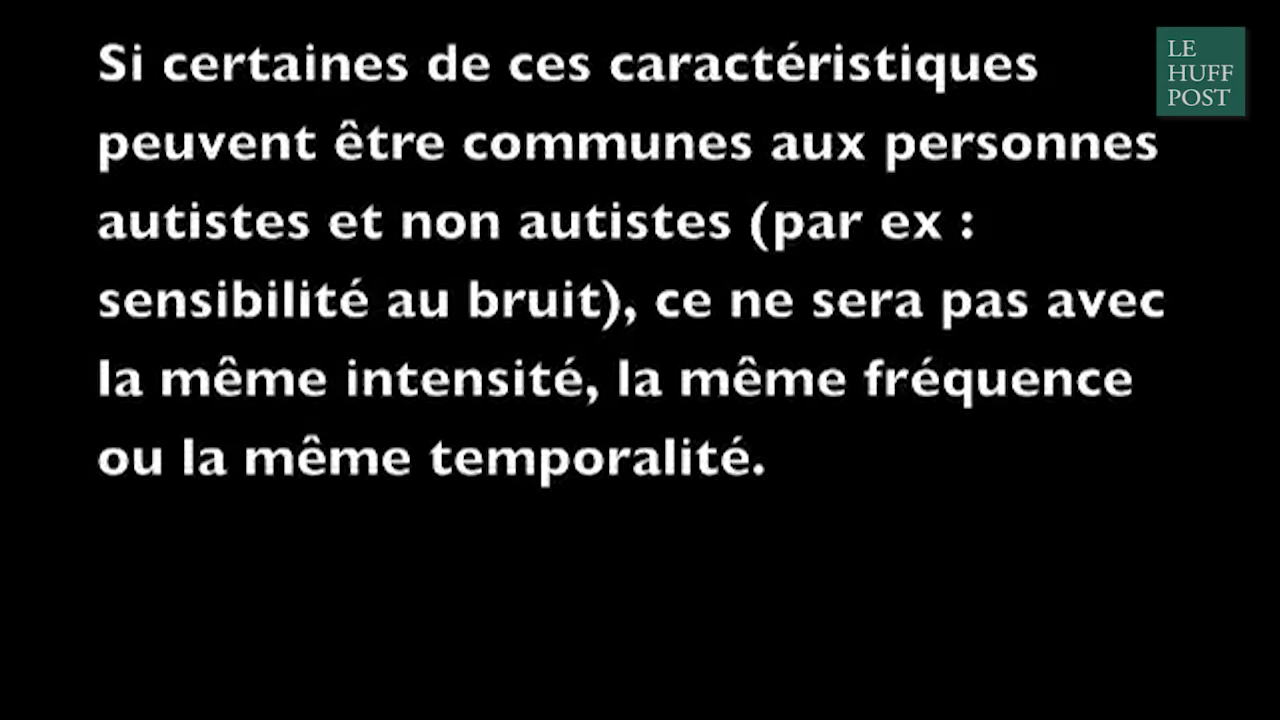 Si certaines de ces caractéristiques
peuvent être communes aux personnes
autistes et non autistes (par ex :
sensibilité au bruit), ce ne sera pas avec
la même intensité, la même fréquence
ou la même temporalité.
LE
HUFF
POST